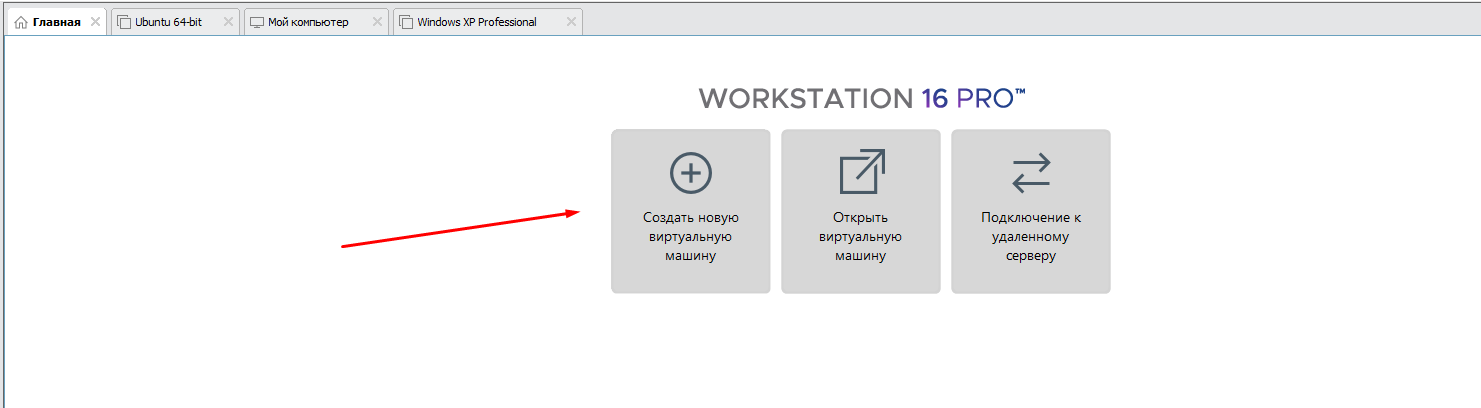 Главная
Ubuntu 64-bit
Мой компьютер
Windows XP Professional
WORKSTATION 16 PRO™
Создать новую
виртуальную
машину
Открыть
виртуальную
машину
Подключение к
удаленному
серверу